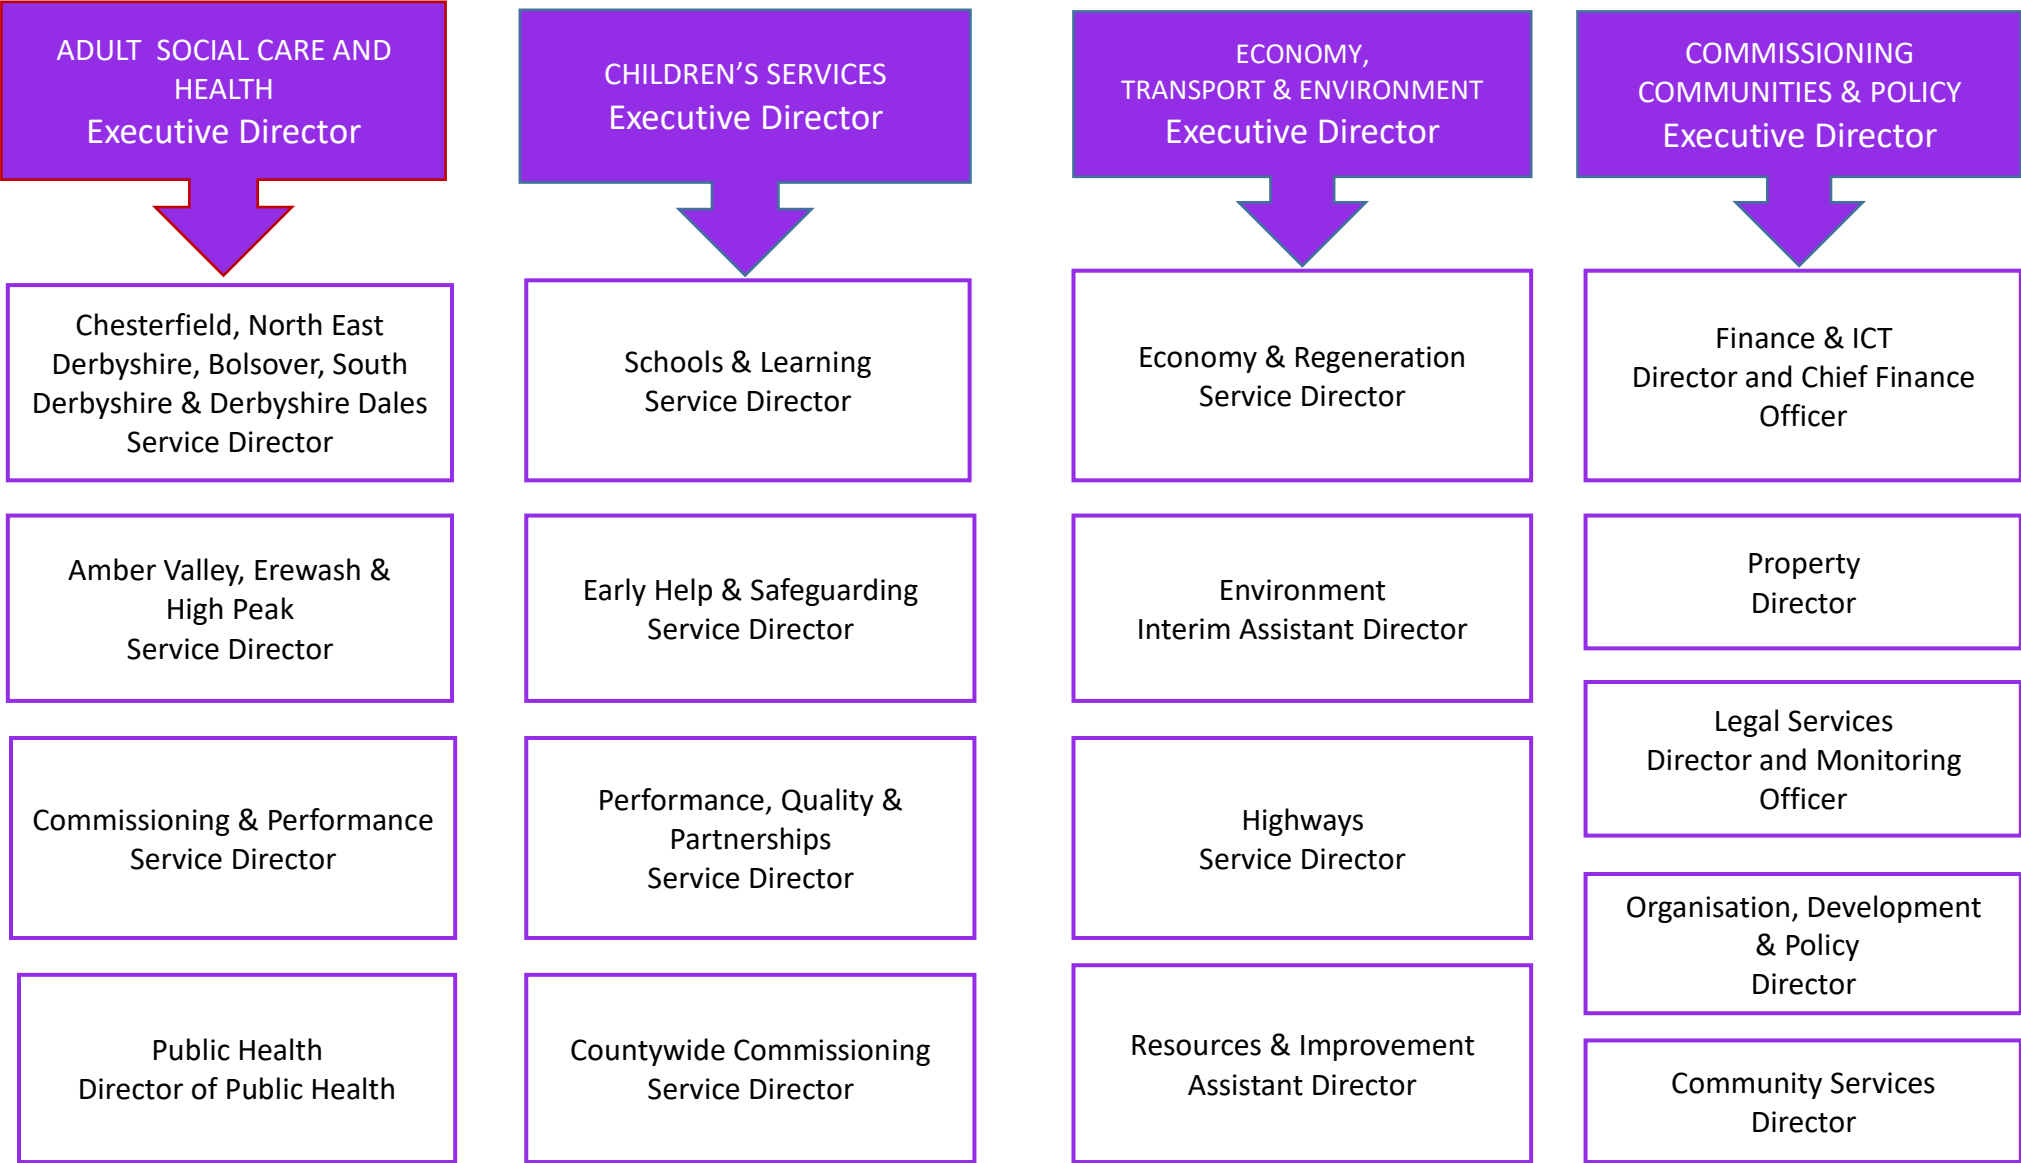 ADULT  SOCIAL CARE AND
HEALTH
Executive Director
Chesterfield, North East
Derbyshire, Bolsover, South
Derbyshire & Derbyshire Dales
Service Director
Amber Valley, Erewash &
High Peak
Service Director
Commissioning & Performance
Service Director
Public Health
Director of Public Health
CHILDREN’S SERVICES
Executive Director
Schools & Learning
Service Director
Early Help & Safeguarding
Service Director
Performance, Quality &
Partnerships
Service Director
Countywide Commissioning
Service Director
ECONOMY,
TRANSPORT & ENVIRONMENT
Executive Director
Economy & Regeneration
Service Director
Environment
Interim Assistant Director
Highways
Service Director
Resources & Improvement
Assistant Director
COMMISSIONING
COMMUNITIES & POLICY
Executive Director
Finance & ICT
Director and Chief Finance
Officer
Property
Director
Legal Services
Director and Monitoring
Officer
Organisation, Development
& Policy
Director
Community Services
Director